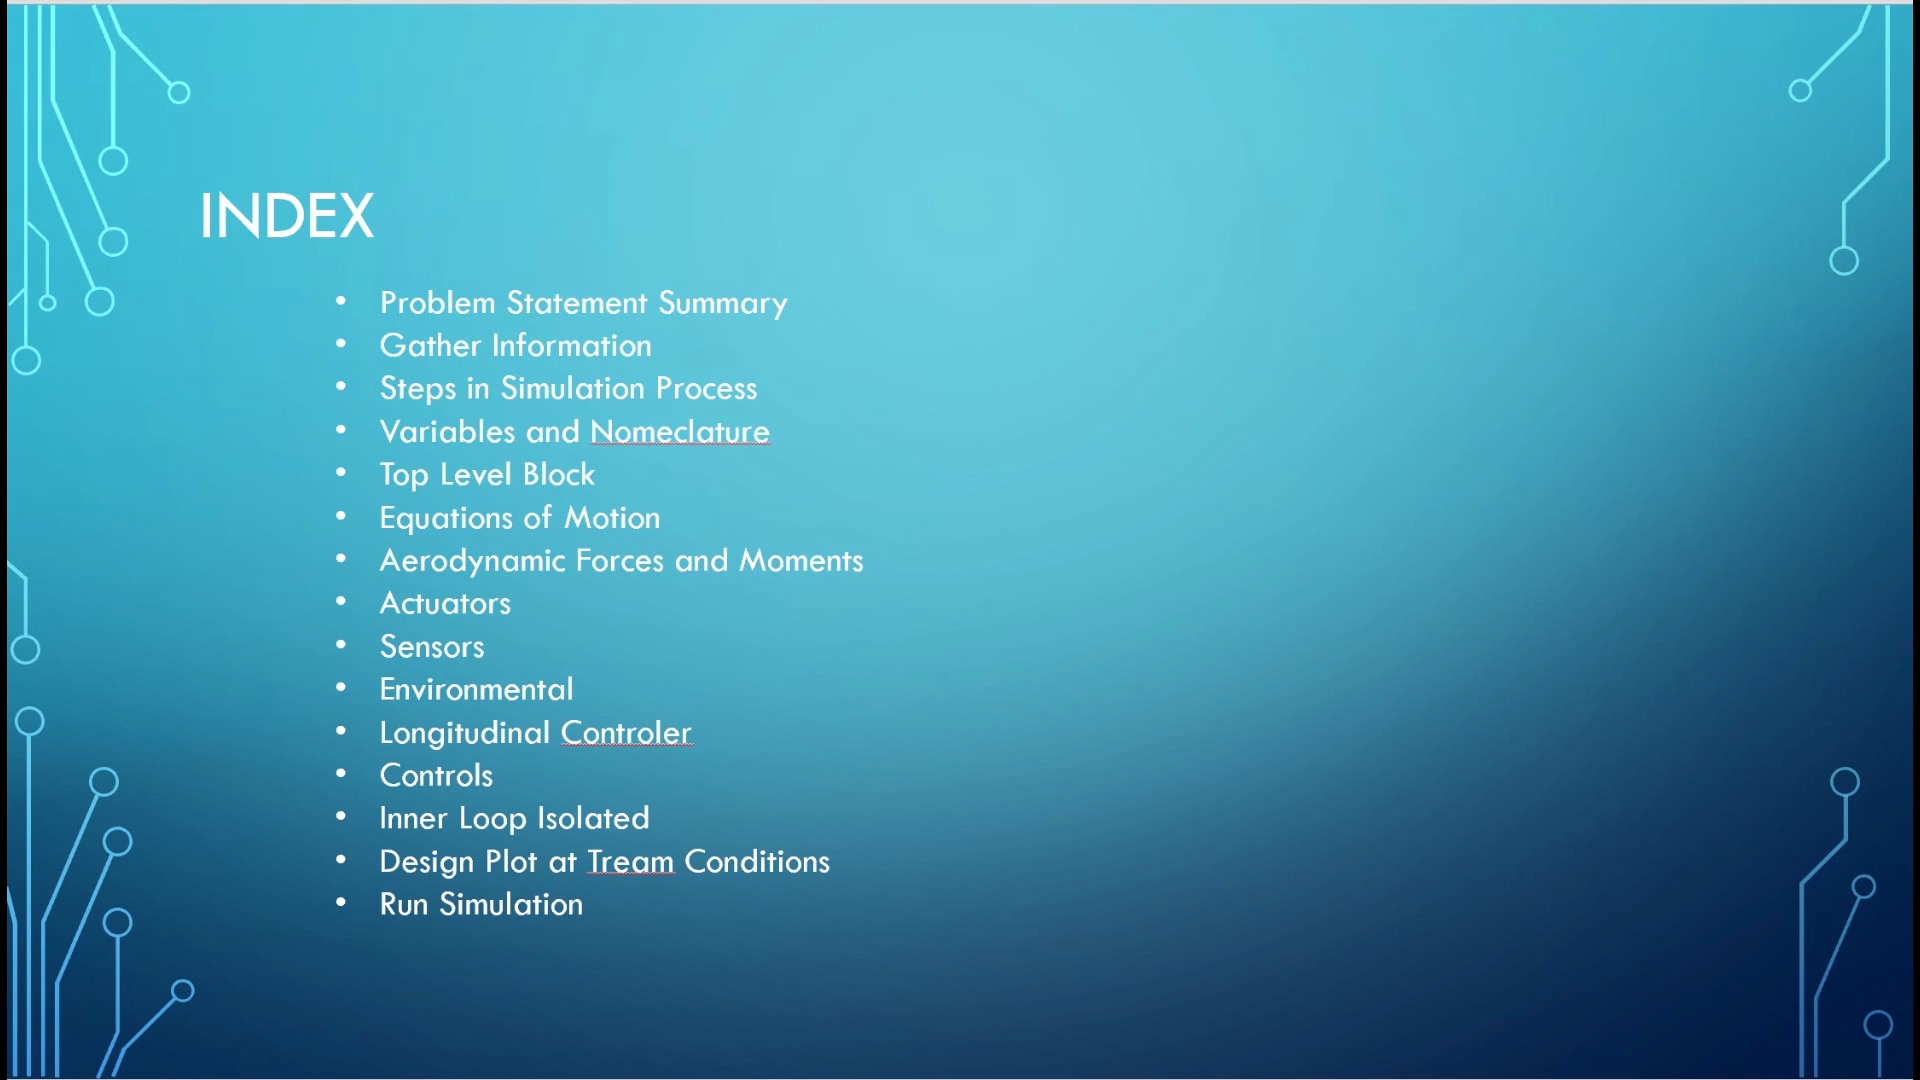 INDEX
• Problem Statement Summary
• Gather Information
• Steps in Simulation Process
• Variables and Nomeclature
• Top Level Block
• Equations of Motion
• Aerodynamic Forces and Moments
• Actuators
• Sensors
• Environmental
• Longitudinal Controler
• Controls
• Inner Loop Isolated
• Design Plot at Tream Conditions
• Run Simulation